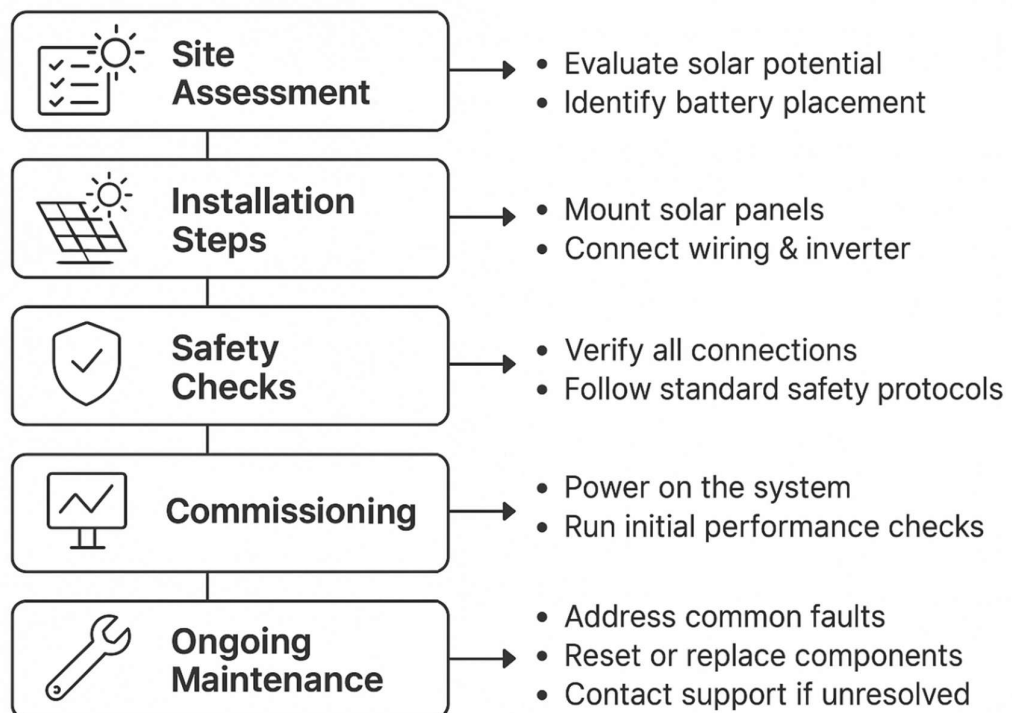 Site
Assessment
• Evaluate solar potential
• Identify battery placement
Installation
Steps
• Mount solar panels
• Connect wiring & inverter
Safety
Checks
• Verify all connections
• Follow standard safety protocols
Commissioning
• Power on the system
• Run initial performance checks
Ongoing
Maintenance
• Address common faults
• Reset or replace components
• Contact support if unresolved